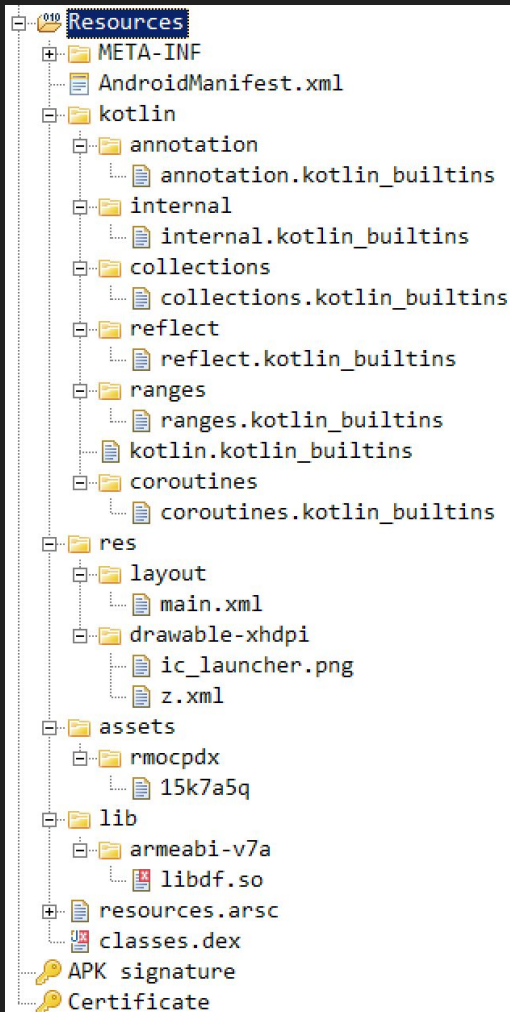 Resources
META-INF
AndroidManifest.xml
kotlin
annotation
annotation.kotlin_builtins
internal
internal.kotlin_builtins
collections
collections.kotlin_builtins
reflect
reflect.kotlin_builtins
ranges
ranges.kotlin_builtins
kotlin.kotlin_builtins
coroutines
coroutines.kotlin_builtins
res
layout
main.xml
drawable-xhdpi
ic_launcher.png
z.xml
assets
rmocpdx
15k7a5q
lib
armeabi-v7a
libdf.so
resources.arsc
classes.dex
APK signature
Certificate